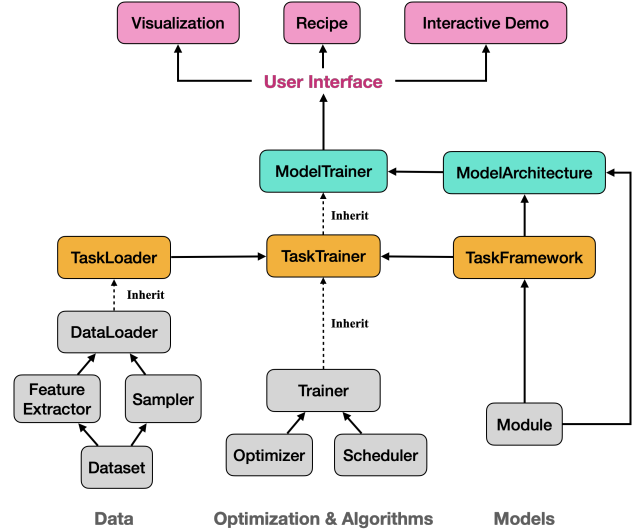 Visualization
Recipe
Interactive Demo
User Interface
ModelTrainer
ModelArchitecture
Inherit
TaskLoader
TaskTrainer
TaskFramework
Inherit
Inherit
DataLoader
Feature
Extractor
Sampler
Trainer
Module
Dataset
Optimizer
Scheduler
Data
Optimization & Algorithms
Models